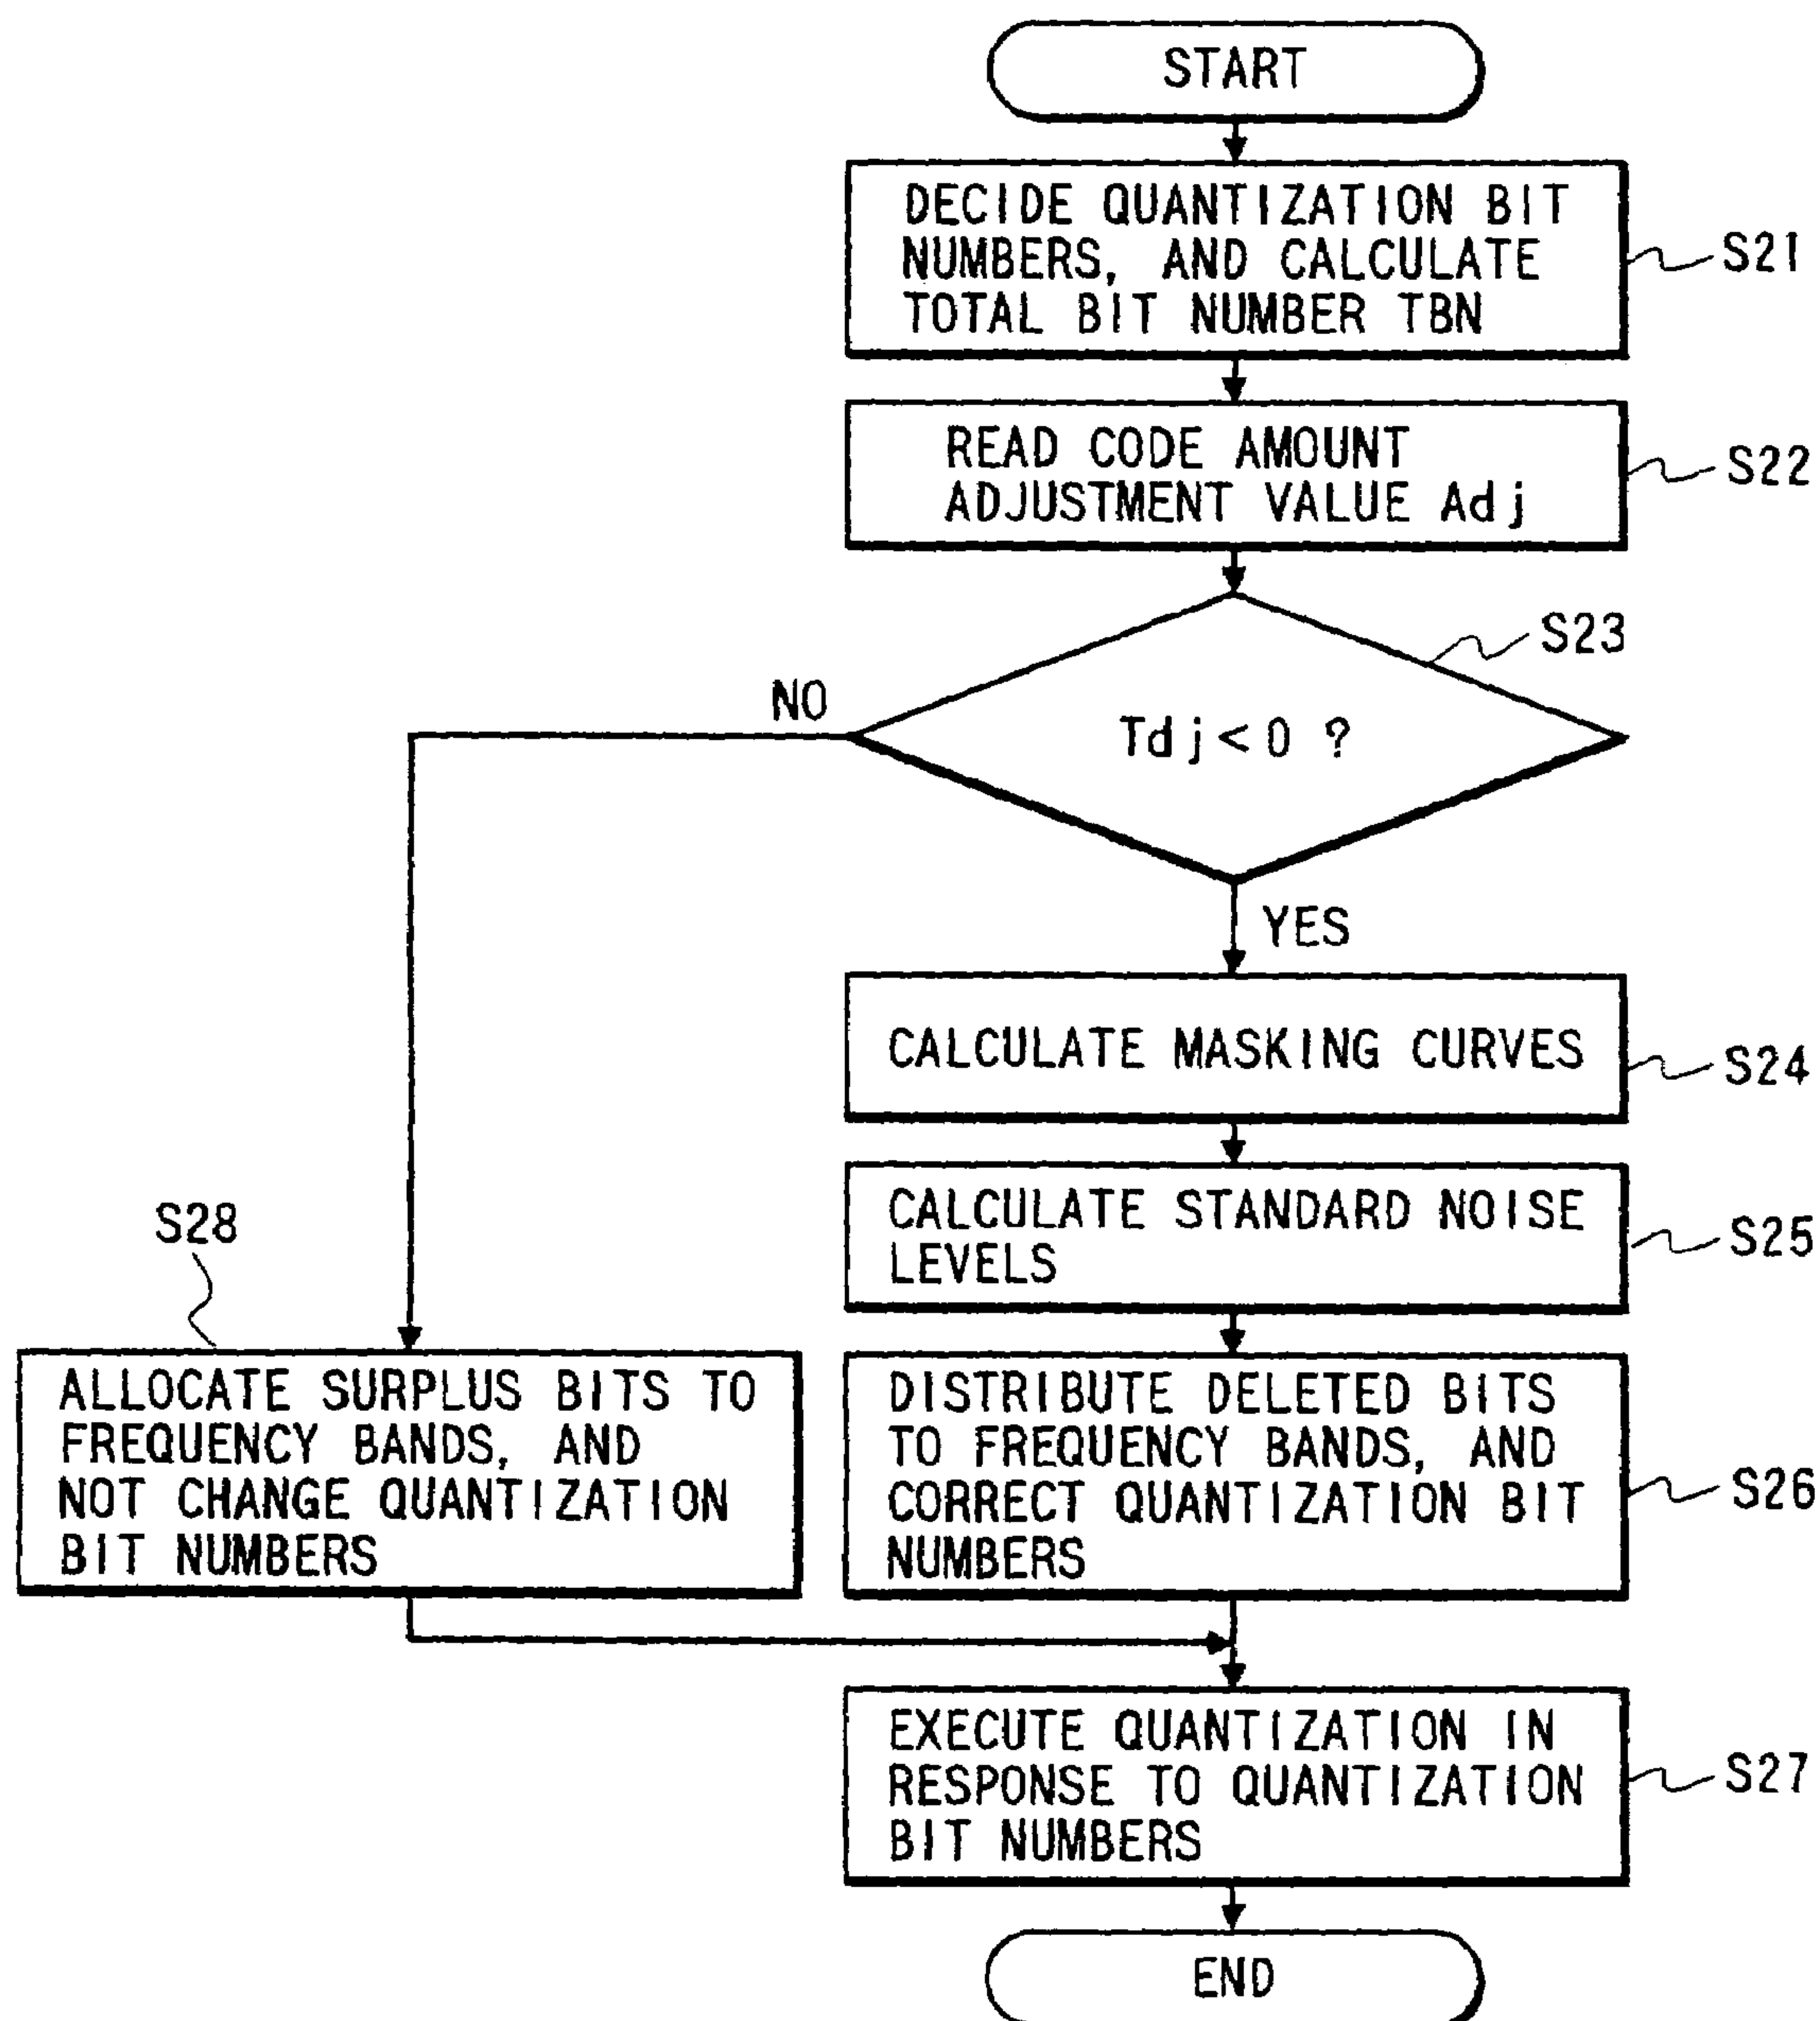 START
DECIDE QUANTIZATION BIT
NUMBERS, AND CALCULATE
TOTAL BIT NUMBER TBN
S21
READ CODE AMOUNT
ADJUSTMENT VALUE Adj
S22
S23
NO
Tdj<0 ?
YES
CALCULATE MASKING CURVES
S24
CALCULATE STANDARD NOISE
LEVELS
S25
S28
ALLOCATE SURPLUS BITS TO
FREQUENCY BANDS, AND
NOT CHANGE QUANTIZATION
BIT NUMBERS
DISTRIBUTE DELETED BITS
TO FREQUENCY BANDS, AND
CORRECT QUANTIZATION BIT
NUMBERS
S26
EXECUTE QUANTIZATION IN
RESPONSE TO QUANTIZATION
BIT NUMBERS
S27
END